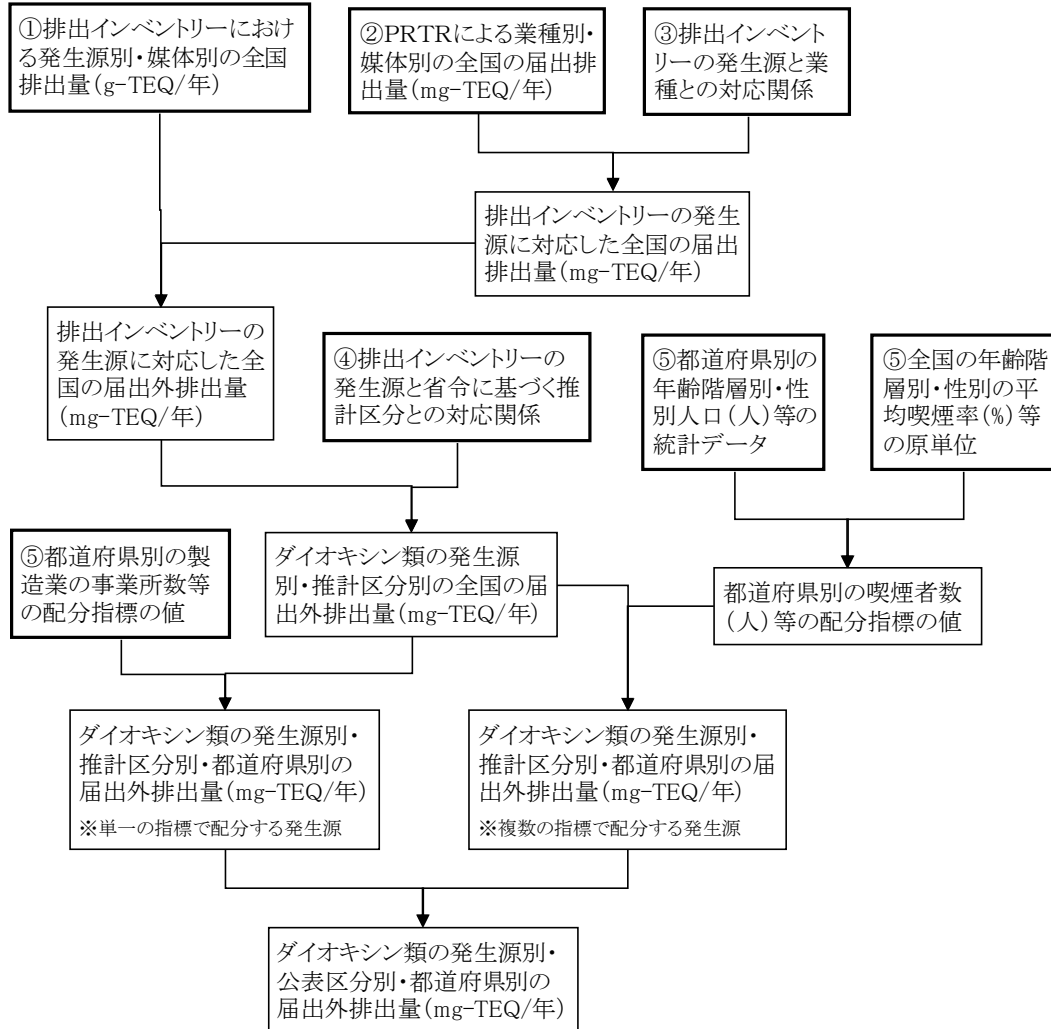 ①排出インベントリーにおけ
る発生源別・媒体別の全国
排出量(g-TEQ/年)
②PRTRによる業種別・
媒体別の全国の届出排
出量(mg-TEQ/年)
③排出インベント
リーの発生源と業
種との対応関係
排出インベントリーの発生
源に対応した全国の届出
排出量(mg-TEQ/年)
排出インベントリーの
発生源に対応した全
国の届出外排出量
(mg-TEQ/年)
④排出インベントリーの
発生源と省令に基づく推
計区分との対応関係
⑤都道府県別の
年齢階層別・性
別人口(人)等の
統計データ
⑤全国の年齢階
層別・性別の平
均喫煙率(%)等
の原単位
⑤都道府県別の製
造業の事業所数等
の配分指標の値
ダイオキシン類の発生源
別・推計区分別の全国の届
出外排出量(mg-TEQ/年)
都道府県別の喫煙者数
(人)等の配分指標の値
ダイオキシン類の発生源別・
推計区分別・都道府県別の
届出外排出量(mg-TEQ/年)
※単一の指標で配分する発生源
ダイオキシン類の発生源別・
推計区分別・都道府県別の届
出外排出量(mg-TEQ/年)
※複数の指標で配分する発生源
ダイオキシン類の発生源別・
公表区分別・都道府県別の
届出外排出量(mg-TEQ/年)